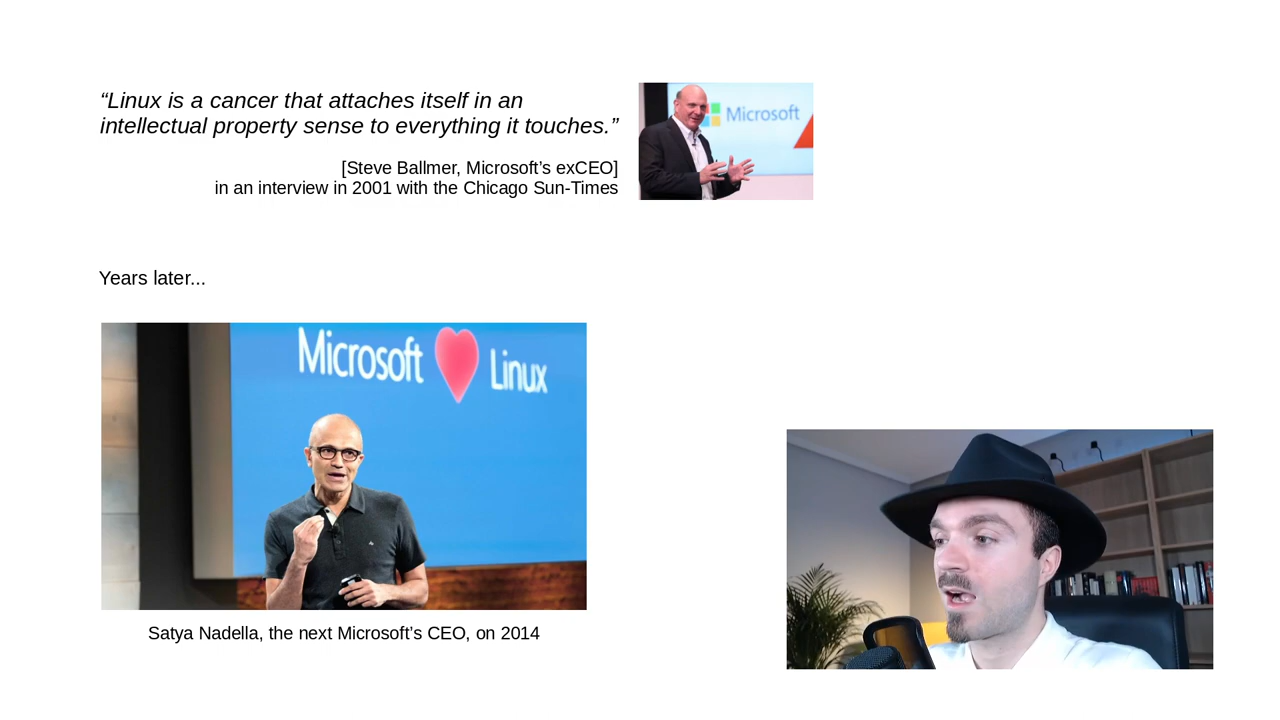 “Linux is a cancer that attaches itself in an
intellectual property sense to everything it touches.”
[Steve Ballmer, Microsoft’s exCEO]
in an interview in 2001 with the Chicago Sun-Times
Microsoft
Years later...
Microsoft Linux
Satya Nadella, the next Microsoft’s CEO, on 2014